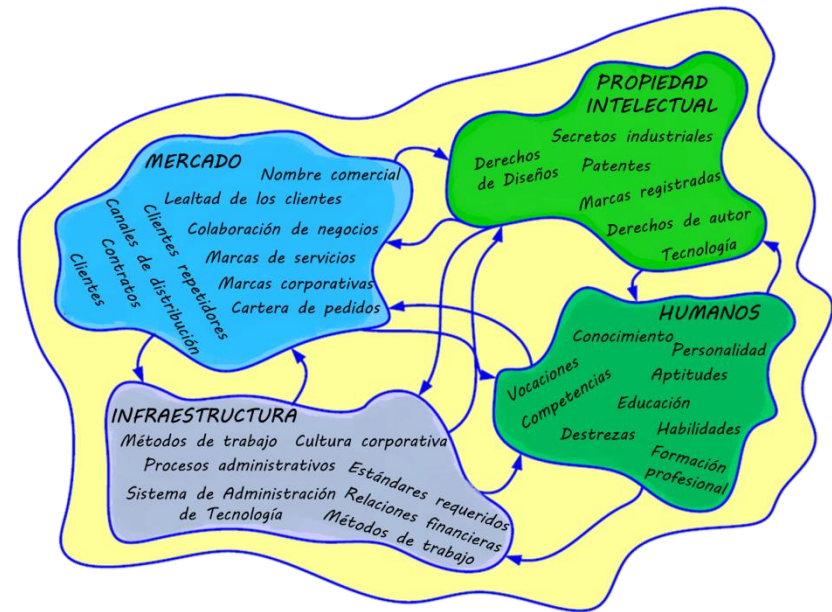 PROPIEDAD
INTELECTUAL
Secretos industriales
Derechos
de Diseños
Patentes
Marcas registradas
Derechos de autor
Tecnología
MERCADO
Nombre comercial
Lealtad de los clientes
Colaboración de negocios
Marcas de servicios
Marcas corporativas
Cartera de pedidos
Clientes repetidores
Canales de distribución
Contratos
Clientes
HUMANOS
Conocimiento
Personalidad
Vocaciones
Aptitudes
Competencias
Educación
Destrezas
Habilidades
Formación
profesional
INFRAESTRUCTURA
Métodos de trabajo
Cultura corporativa
Procesos administrativos
Estándares requeridos
Sistema de Administración
de Tecnología
Relaciones financieras
Métodos de trabajo